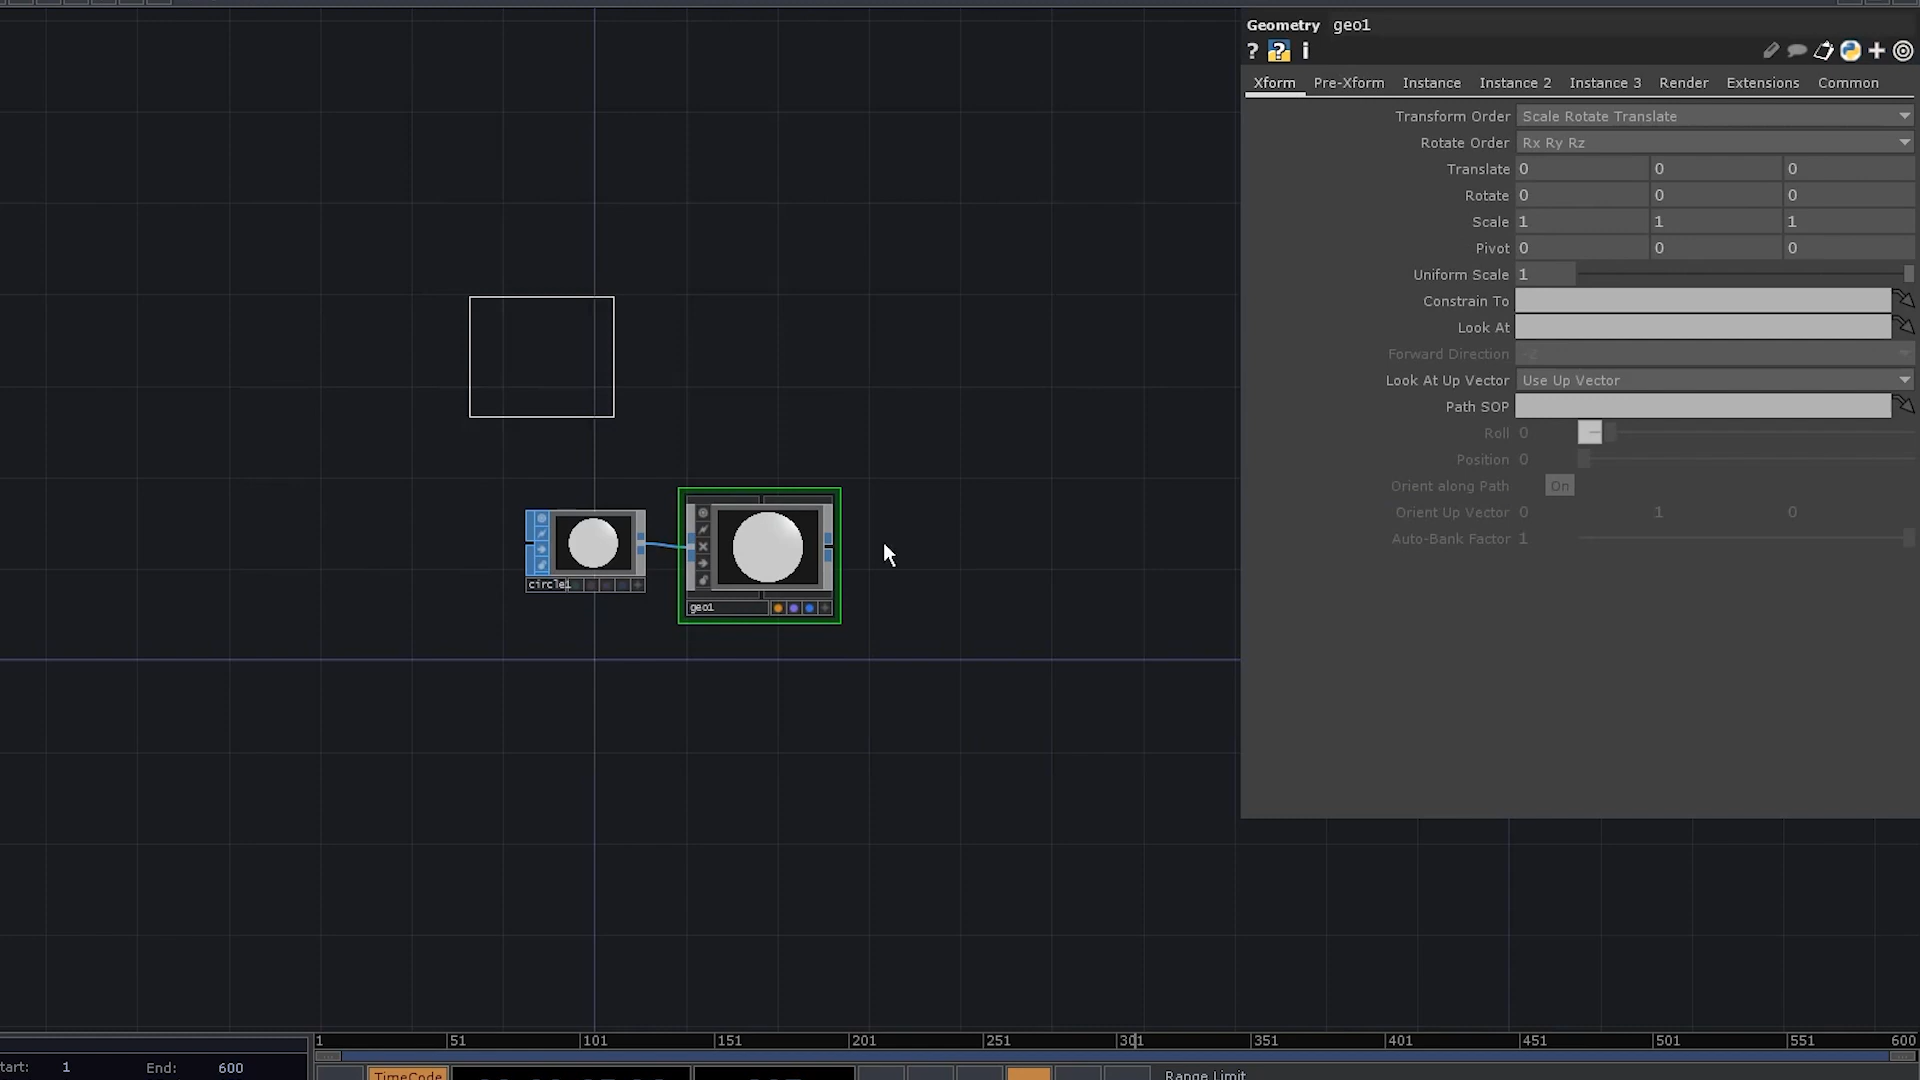 Geometry geo1
? ? i
Xform Pre-Xform Instance Instance 2 Instance 3 Render Extensions Common
Transform Order Scale Rotate Translate
Rotate Order Rx Ry Rz
Translate 0 0 0
Rotate 0 0 0
Scale 1 1 1
Pivot 0 0 0
Uniform Scale 1
Constrain To
Look At
Forward Direction -Z
Look At Up Vector Use Up Vector
Path SOP
Roll 0
Position 0
Orient along Path On
Orient Up Vector 0 1 0
Auto-Bank Factor 1
circle1
geo1
1 51 101 151 201 251 301 351 401 451 501 551 600
tart: 1 End: 600
TimeCode
Range Limit